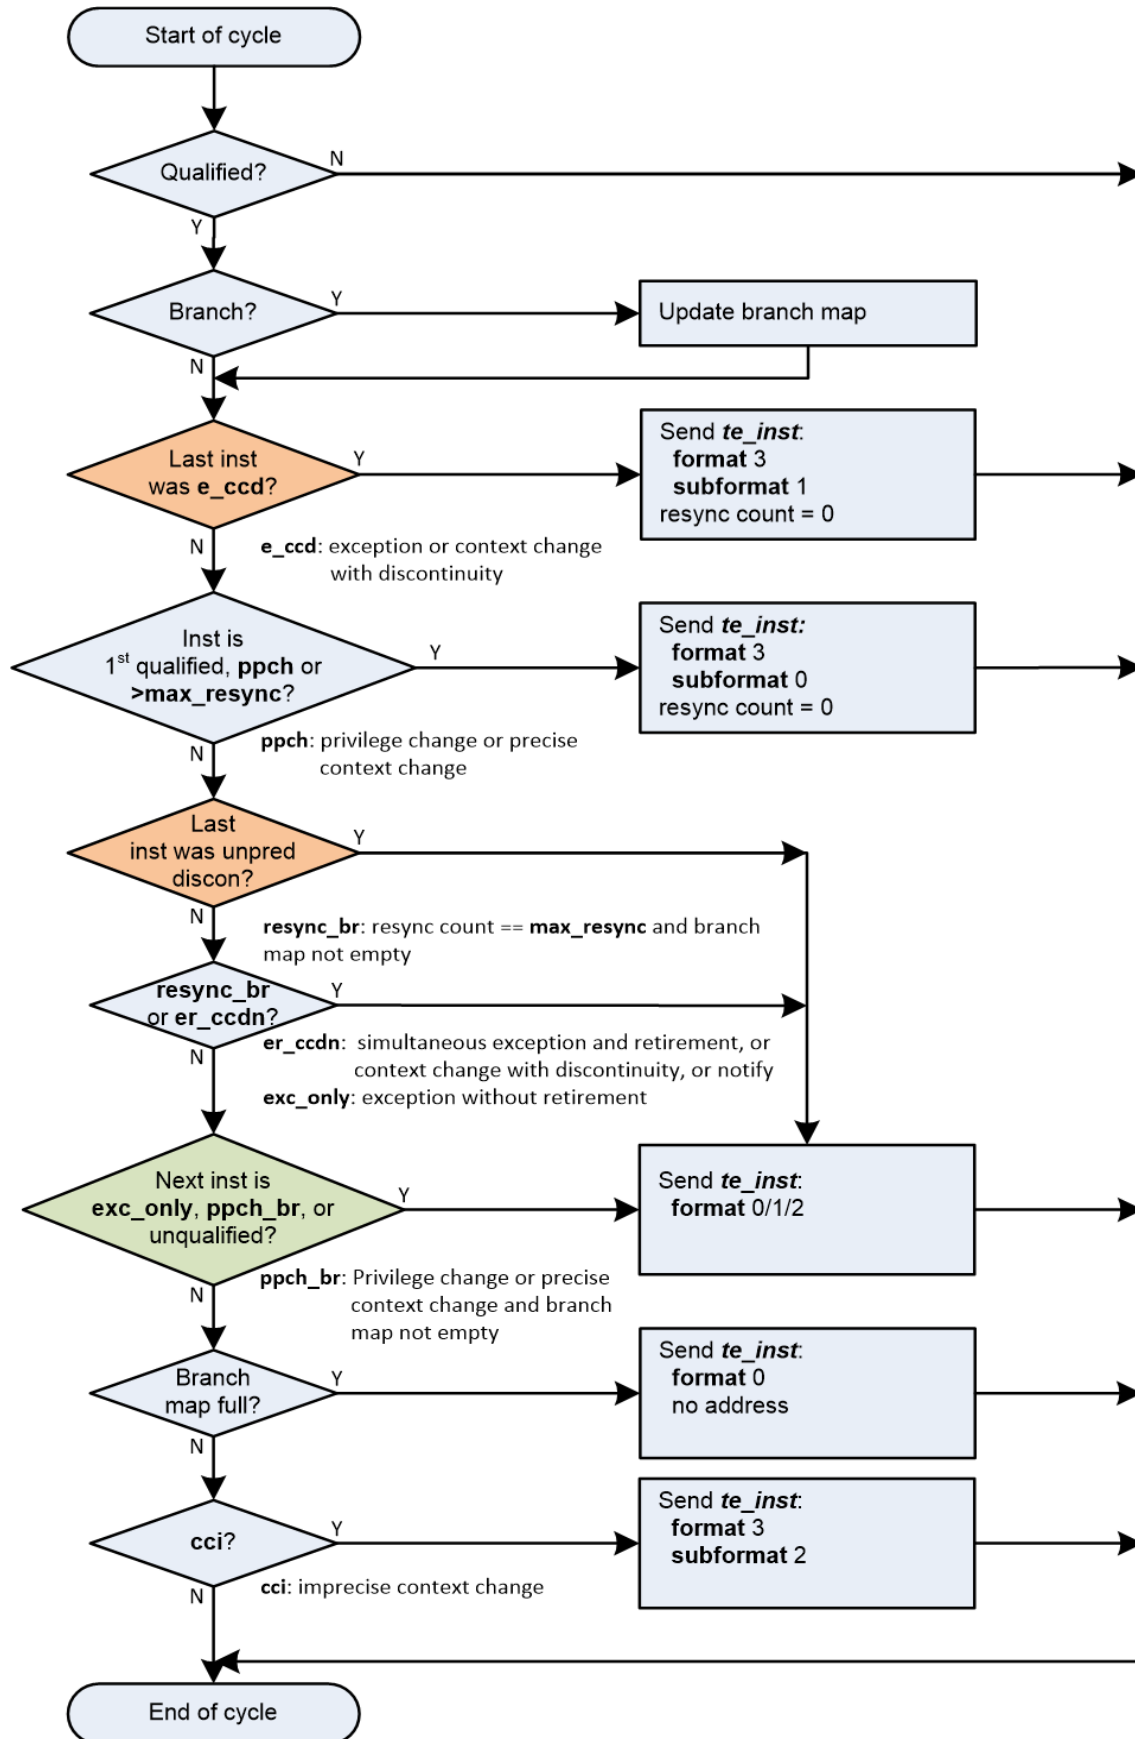 Start of cycle
Qualified?
N
Y
Branch?
Y
Update branch map
N
Last inst
was e_ccd?
Y
Send te_inst:
format 3
subformat 1
resync count = 0
N
e_ccd: exception or context change
with discontinuity
Inst is
1st qualified, ppch or
>max_resync?
Y
Send te_inst:
format 3
subformat 0
resync count = 0
N
ppch: privilege change or precise
context change
Last
inst was unpred
discon?
Y
N
resync_br: resync count == max_resync and branch
map not empty
resync_br
or er_ccdn?
Y
N
er_ccdn: simultaneous exception and retirement, or
context change with discontinuity, or notify
exc_only: exception without retirement
Next inst is
exc_only, ppch_br, or
unqualified?
Y
Send te_inst:
format 0/1/2
N
ppch_br: Privilege change or precise
context change and branch
map not empty
Branch
map full?
Y
Send te_inst:
format 0
no address
N
cci?
Y
Send te_inst:
format 3
subformat 2
N
cci: imprecise context change
End of cycle